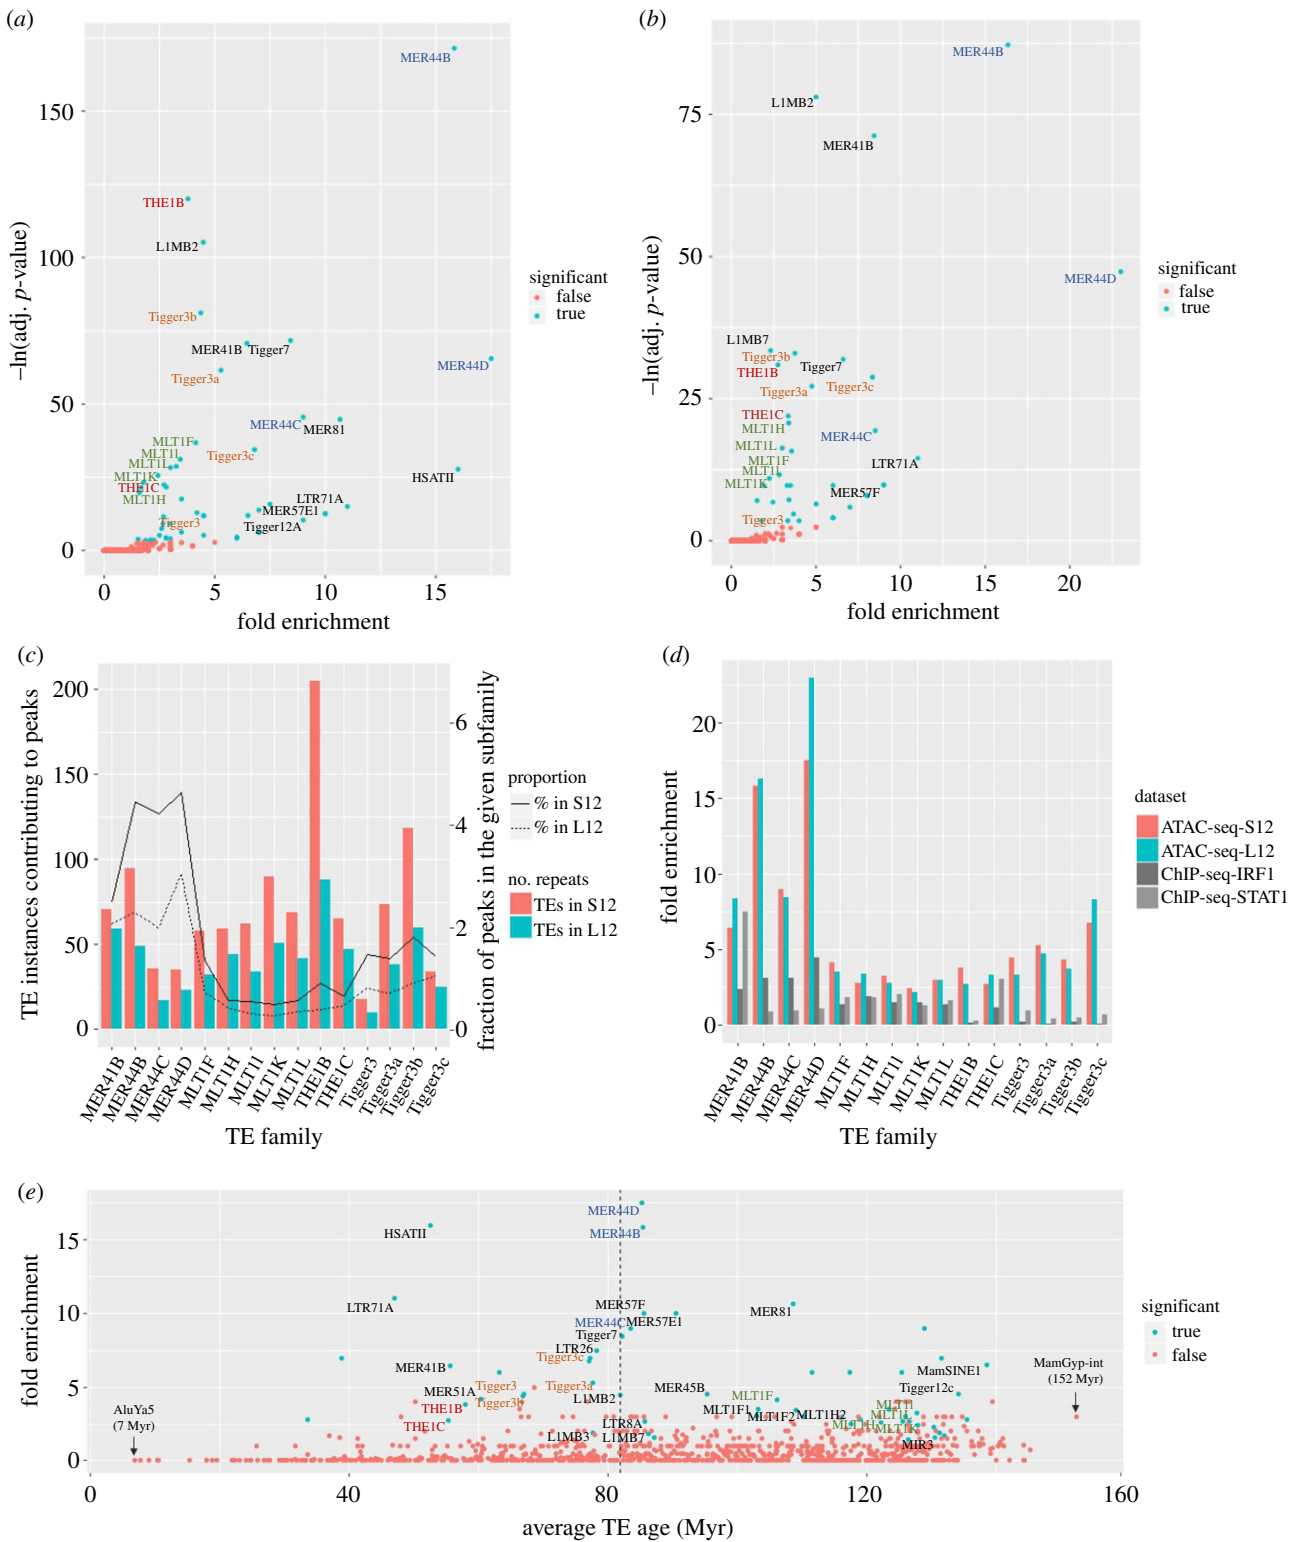 (a)
−ln(adj. p-value)
150
100
50
0
0 5 10 15
fold enrichment
MER44B
THE1B
L1MB2
Tigger3b
MER41B
Tigger7
MER44D
Tigger3a
MER44C
MER81
MLT1F
MLT1I
Tigger3c
MLT1L
MLT1K
HSATII
THE1C
MLT1H
LTR71A
MER57E1
Tigger3
Tigger12A
significant
false
true
(b)
−ln(adj. p-value)
75
50
25
0
0 5 10 15 20
fold enrichment
MER44B
L1MB2
MER41B
MER44D
L1MB7
Tigger3b
Tigger7
THE1B
Tigger3a
Tigger3c
THE1C
MLT1H
MER44C
MLT1L
MLT1F
LTR71A
MLT1I
MLT1K
MER57F
Tigger3
significant
false
true
(c)
TE instances contributing to peaks
200
150
100
50
0
fraction of peaks in the given subfamily
6
4
2
0
MER41B
MER44B
MER44C
MER44D
MLT1F
MLT1H
MLT1I
MLT1K
MLT1L
THE1B
THE1C
Tigger3
Tigger3a
Tigger3b
Tigger3c
TE family
proportion
% in S12
% in L12
no. repeats
TEs in S12
TEs in L12
(d)
fold enrichment
20
15
10
5
0
MER41B
MER44B
MER44C
MER44D
MLT1F
MLT1H
MLT1I
MLT1K
MLT1L
THE1B
THE1C
Tigger3
Tigger3a
Tigger3b
Tigger3c
TE family
dataset
ATAC-seq-S12
ATAC-seq-L12
ChIP-seq-IRF1
ChIP-seq-STAT1
(e)
fold enrichment
15
10
5
0
0 40 80 120 160
average TE age (Myr)
MER44D
HSATII
MER44B
LTR71A
MER57F
MER81
MER44C
MER57E1
Tigger7
LTR26
Tigger3c
MER41B
MamSINE1
MamGyp-int
(152 Myr)
Tigger3
Tigger3a
MER45B
Tigger12c
MER51A
L1MB2
MLT1F
Tigger3b
THE1B
MLT1F1
MLT1I
AluYa5
(7 Myr)
MLT1F2
MLT1H2
MLT1L
THE1C
LTR8A
MLT1H
MLT1K
L1MB3
L1MB7
MIR3
significant
true
false